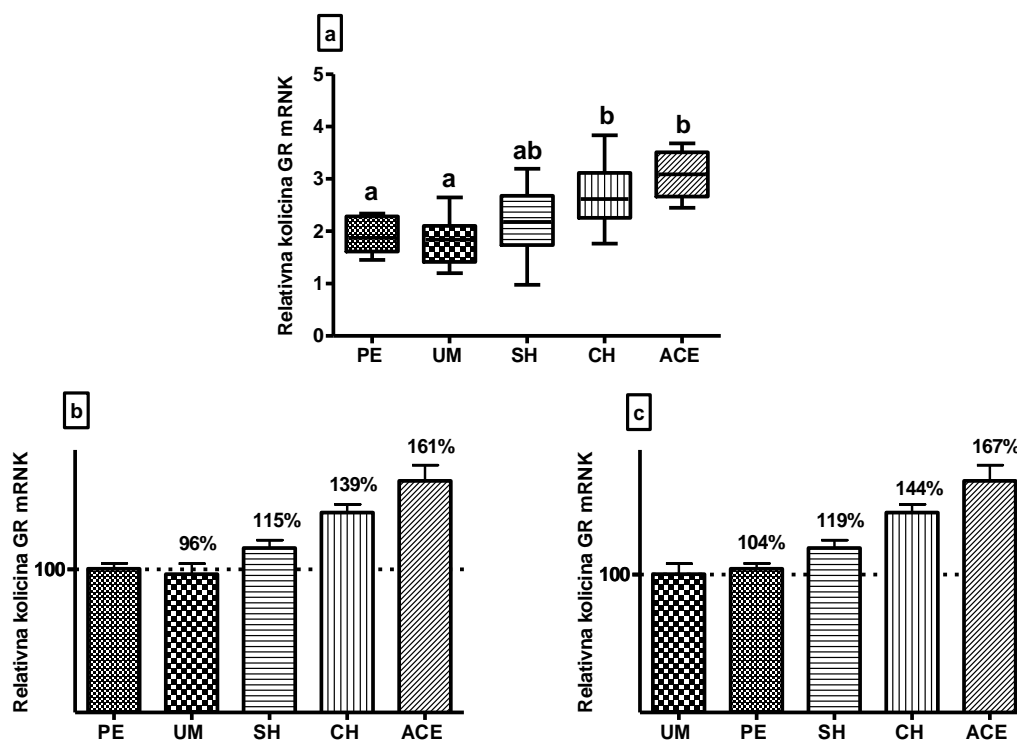 a
Relativna kolicina GR mRNK
5
4
3
2
1
0
a
a
ab
b
b
PE UM SH CH ACE
b
Relativna kolicina GR mRNK
100
96%
115%
139%
161%
PE UM SH CH ACE
c
Relativna kolicina GR mRNK
100
104%
119%
144%
167%
UM PE SH CH ACE